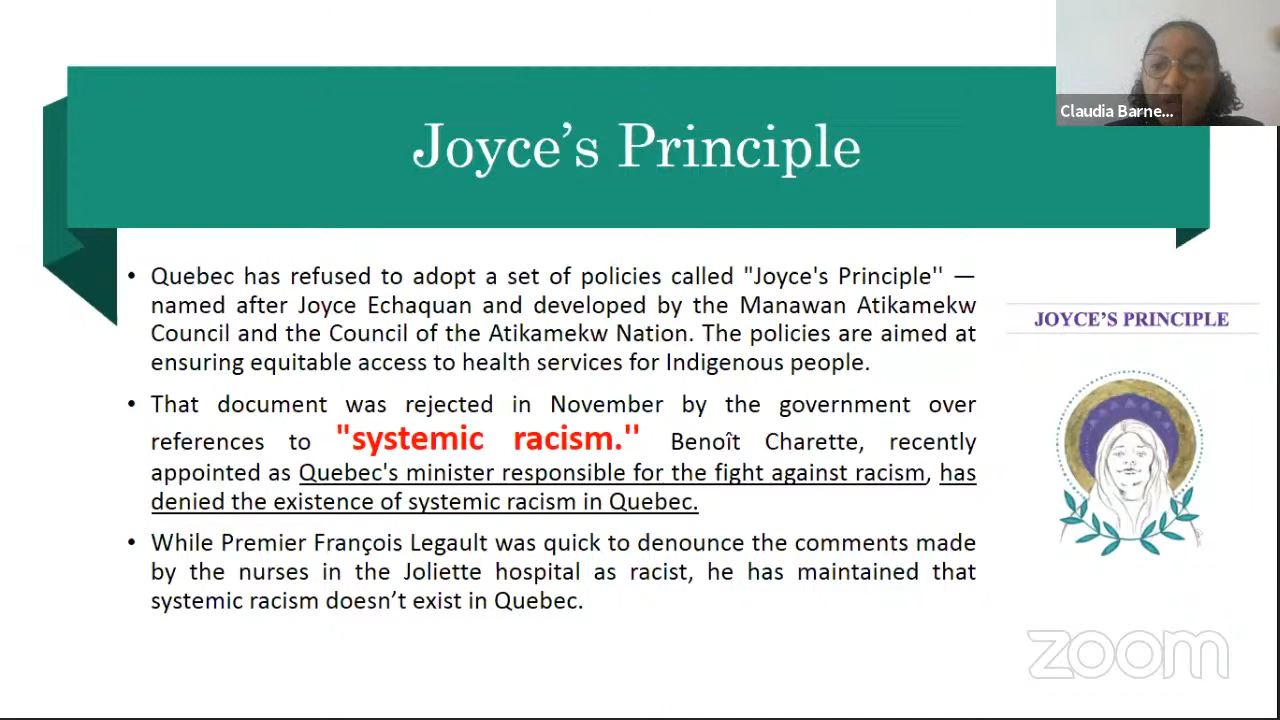 Claudia Barne...
Joyce's Principle
• Quebec has refused to adopt a set of policies called "Joyce's Principle'' —
named after Joyce Echaquan and developed by the Manawan Atikamekw
Council and the Council of the Atikamekw Nation. The policies are aimed at
ensuring equitable access to health services for Indigenous people.
• That document was rejected in November by the government over
references to "systemic racism.'' Benoît Charette, recently
appointed as Quebec's minister responsible for the fight against racism, has
denied the existence of systemic racism in Quebec.
• While Premier François Legault was quick to denounce the comments made
by the nurses in the Joliette hospital as racist, he has maintained that
systemic racism doesn't exist in Quebec.
JOYCE'S PRINCIPLE
zoom